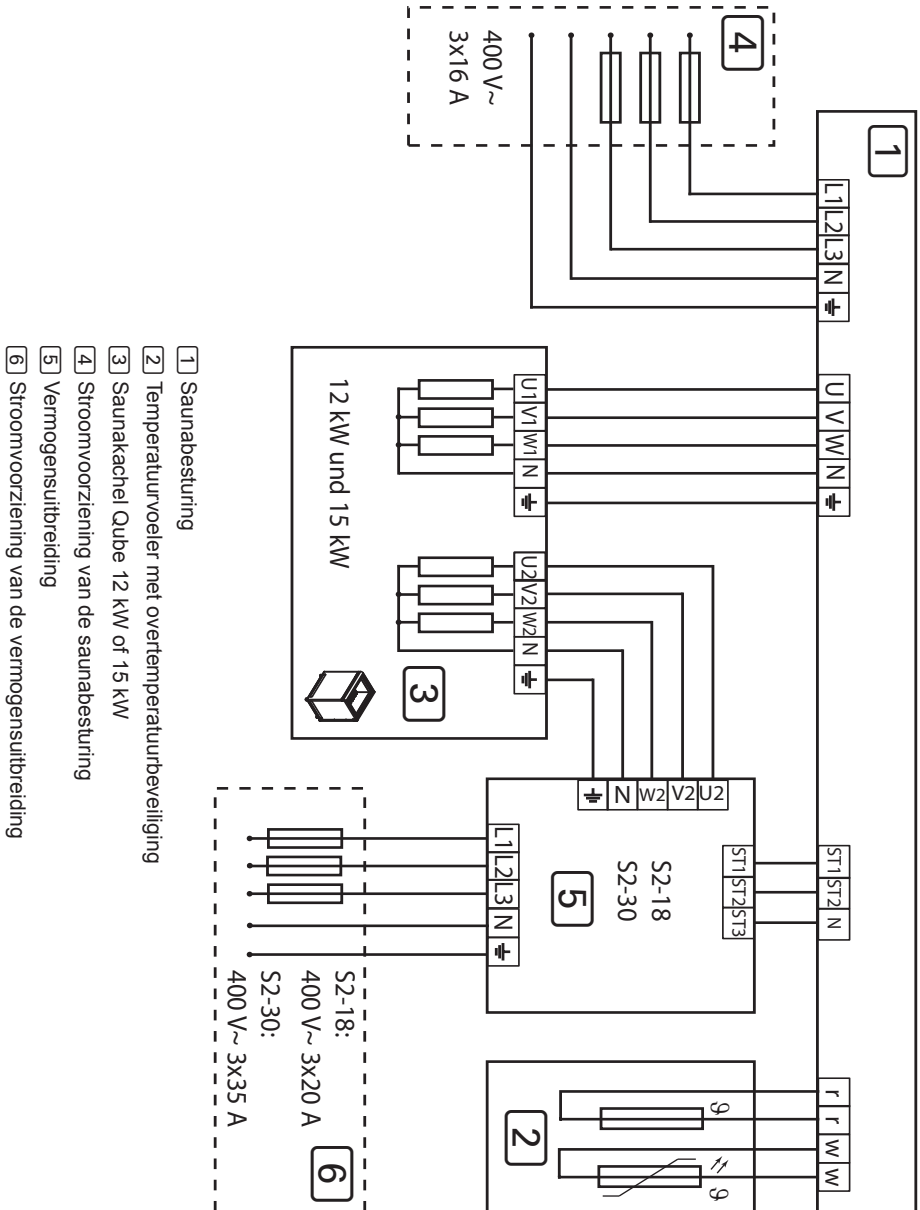 4
400 V~
3x16 A
1
L1 L2 L3 N
U V W N
ST1 ST2 N
r r w w
U1 V1 W1 N
U2 V2 W2 N
12 kW und 15 kW
3
U2 V2 W2 N
ST1 ST2 ST3
S2-18
S2-30
5
L1 L2 L3 N
S2-18:
400 V~ 3x20 A
S2-30:
400 V~ 3x35 A
6
2
ϑ
ϑ
1 Saunabesturing
2 Temperatuurvoeler met overtemperatuurbeveiliging
3 Saunakachel Qube 12 kW of 15 kW
4 Stroomvoorziening van de saunabesturing
5 Vermogensuitbreiding
6 Stroomvoorziening van de vermogensuitbreiding